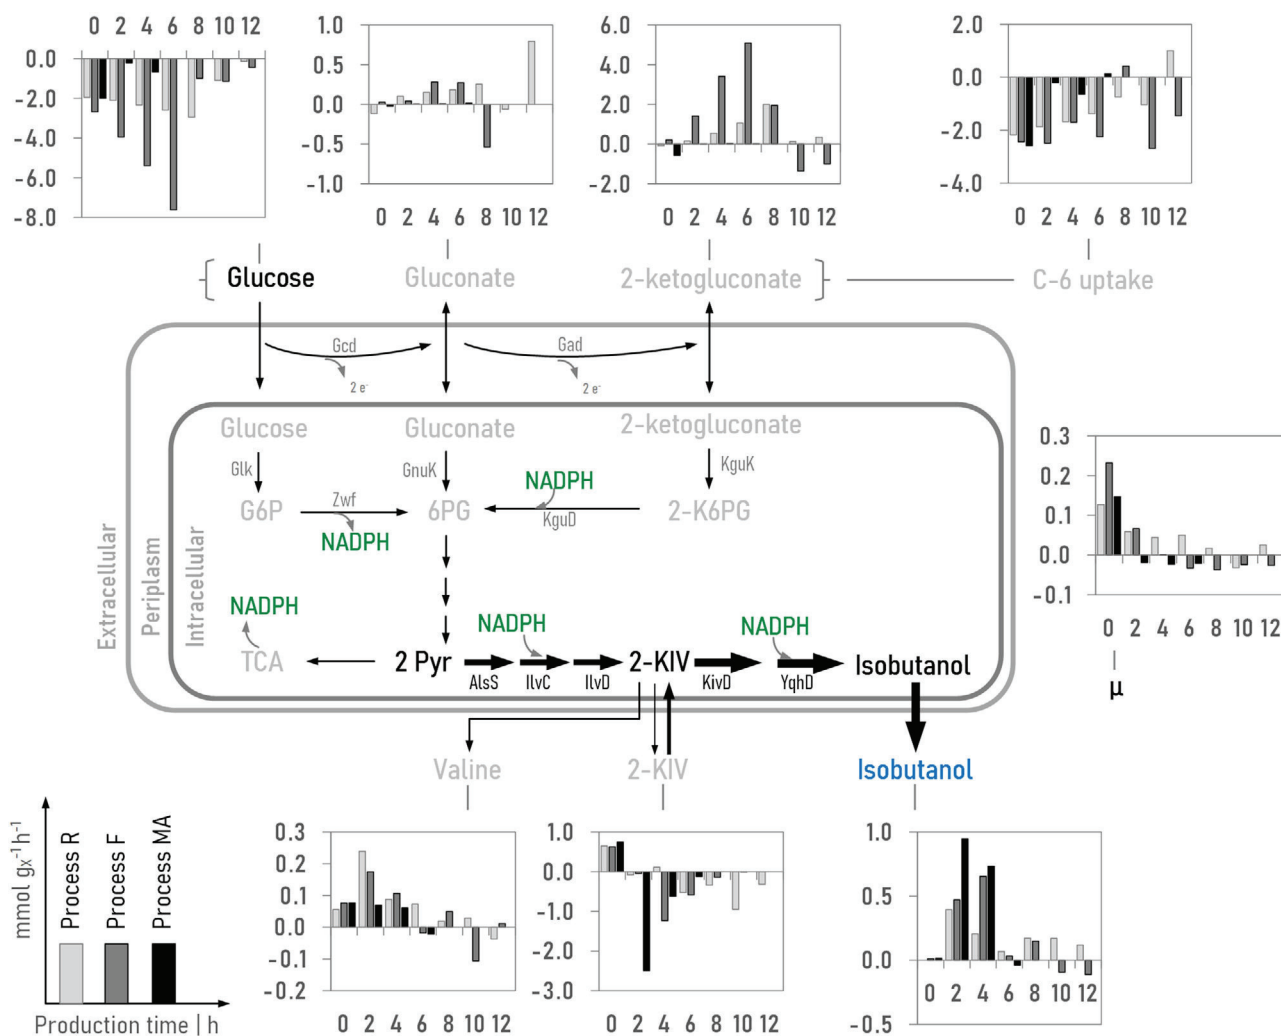 0 2 4 6 8 10 12
0.0
-2.0
-4.0
-6.0
-8.0
1.0
0.5
0.0
-0.5
-1.0
0 2 4 6 8 10 12
6.0
4.0
2.0
0.0
-2.0
0 2 4 6 8 10 12
2.0
0.0
-2.0
-4.0
0 2 4 6 8 10 12
Glucose
Gluconate
2-ketogluconate
C-6 uptake
Gcd
2 e-
Gad
2 e-
Glucose
Gluconate
2-ketogluconate
Glk
GnuK
KguK
G6P
Zwf
NADPH
6PG
NADPH
KguD
2-K6PG
Extracellular
Periplasm
Intracellular
NADPH
TCA
2 Pyr
AlsS
NADPH
IlvC
IlvD
2-KIV
KivD
NADPH
YqhD
Isobutanol
0.3
0.2
0.1
0.0
-0.1
0 2 4 6 8 10 12
μ
Valine
2-KIV
Isobutanol
mmol gx⁻¹ h⁻¹
Process R
Process F
Process MA
Production time | h
0.3
0.2
0.1
0.0
-0.1
-0.2
0 2 4 6 8 10 12
1.0
0.0
-1.0
-2.0
-3.0
0 2 4 6 8 10 12
1.0
0.5
0.0
-0.5
0 2 4 6 8 10 12